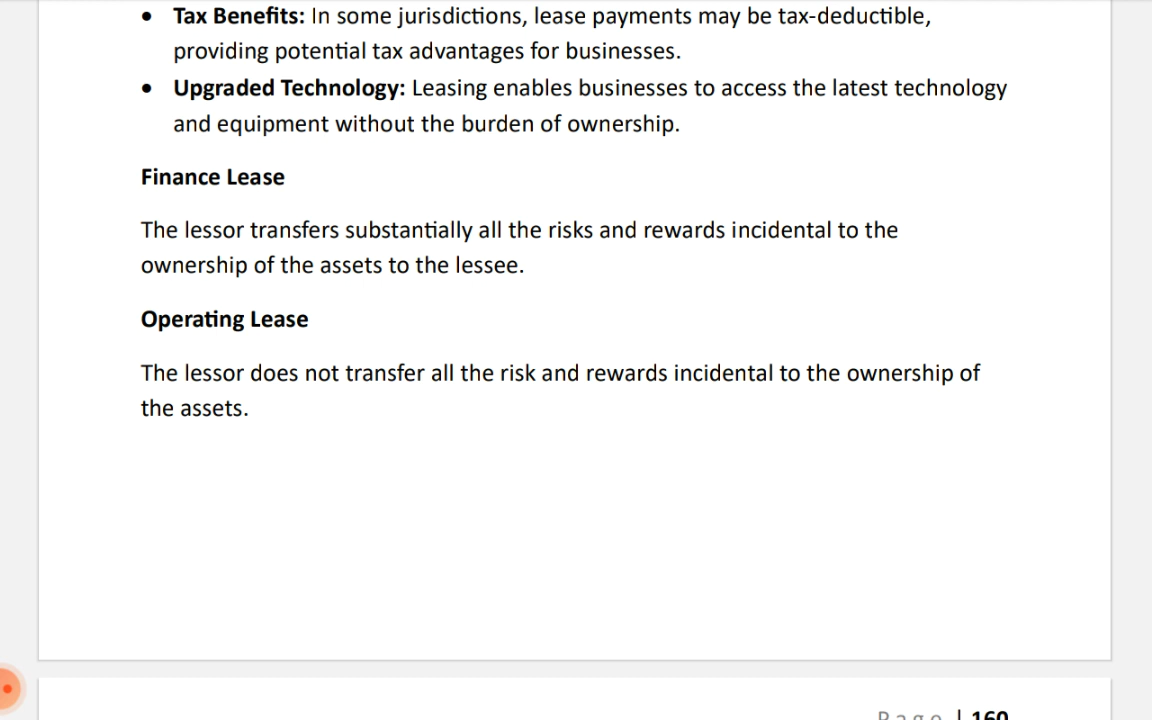 • Tax Benefits: In some jurisdictions, lease payments may be tax-deductible,
providing potential tax advantages for businesses.
• Upgraded Technology: Leasing enables businesses to access the latest technology
and equipment without the burden of ownership.
Finance Lease
The lessor transfers substantially all the risks and rewards incidental to the
ownership of the assets to the lessee.
Operating Lease
The lessor does not transfer all the risk and rewards incidental to the ownership of
the assets.
Page | 160